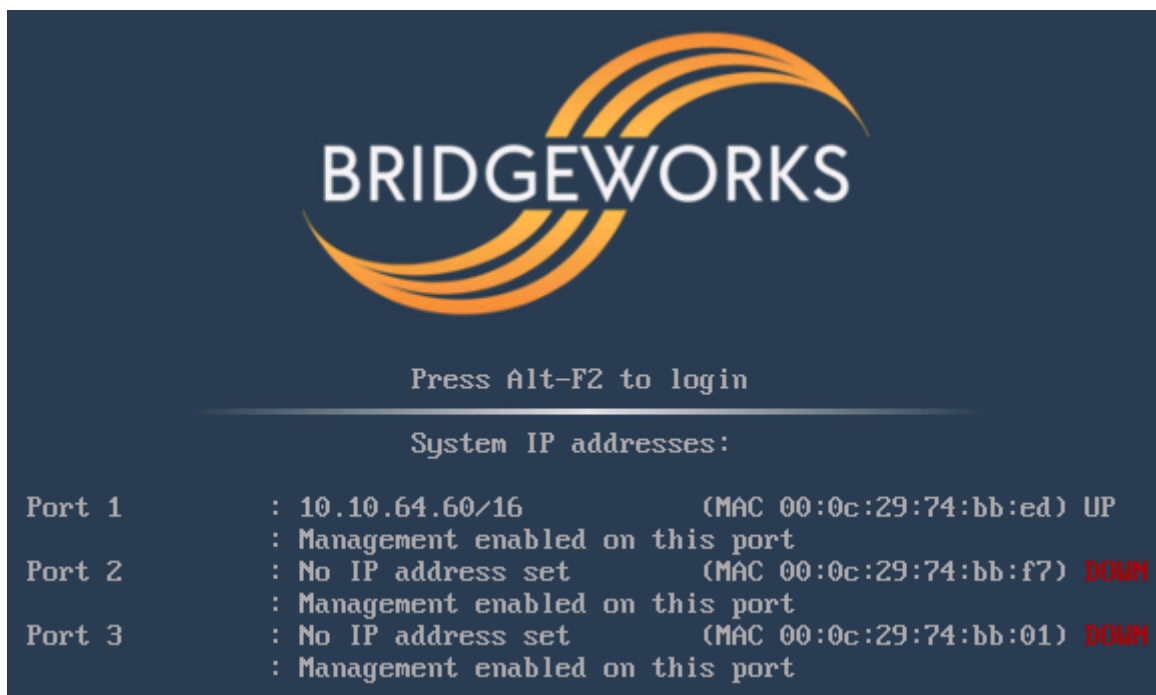 BRIDGEWORKS
Press Alt-F2 to login
System IP addresses:
Port 1 : 10.10.64.60/16 (MAC 00:0c:29:74:bb:ed) UP
: Management enabled on this port
Port 2 : No IP address set (MAC 00:0c:29:74:bb:f7) DOWN
: Management enabled on this port
Port 3 : No IP address set (MAC 00:0c:29:74:bb:01) DOWN
: Management enabled on this port